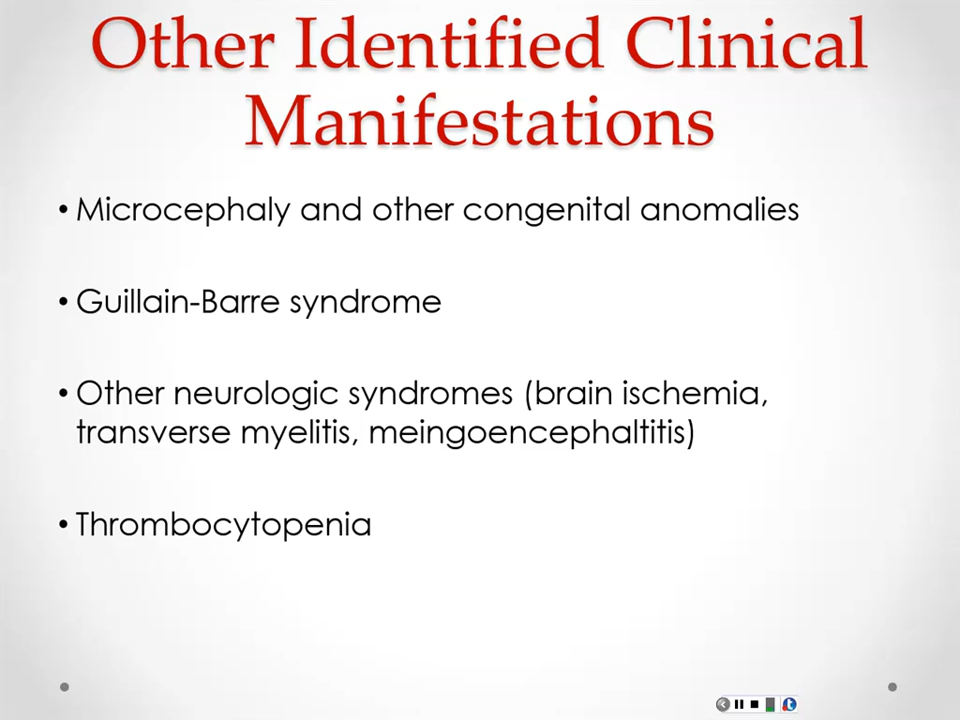 Other Identified Clinical
Manifestations
• Microcephaly and other congenital anomalies
• Guillain-Barre syndrome
• Other neurologic syndromes (brain ischemia,
transverse myelitis, meingoencephaltitis)
• Thrombocytopenia